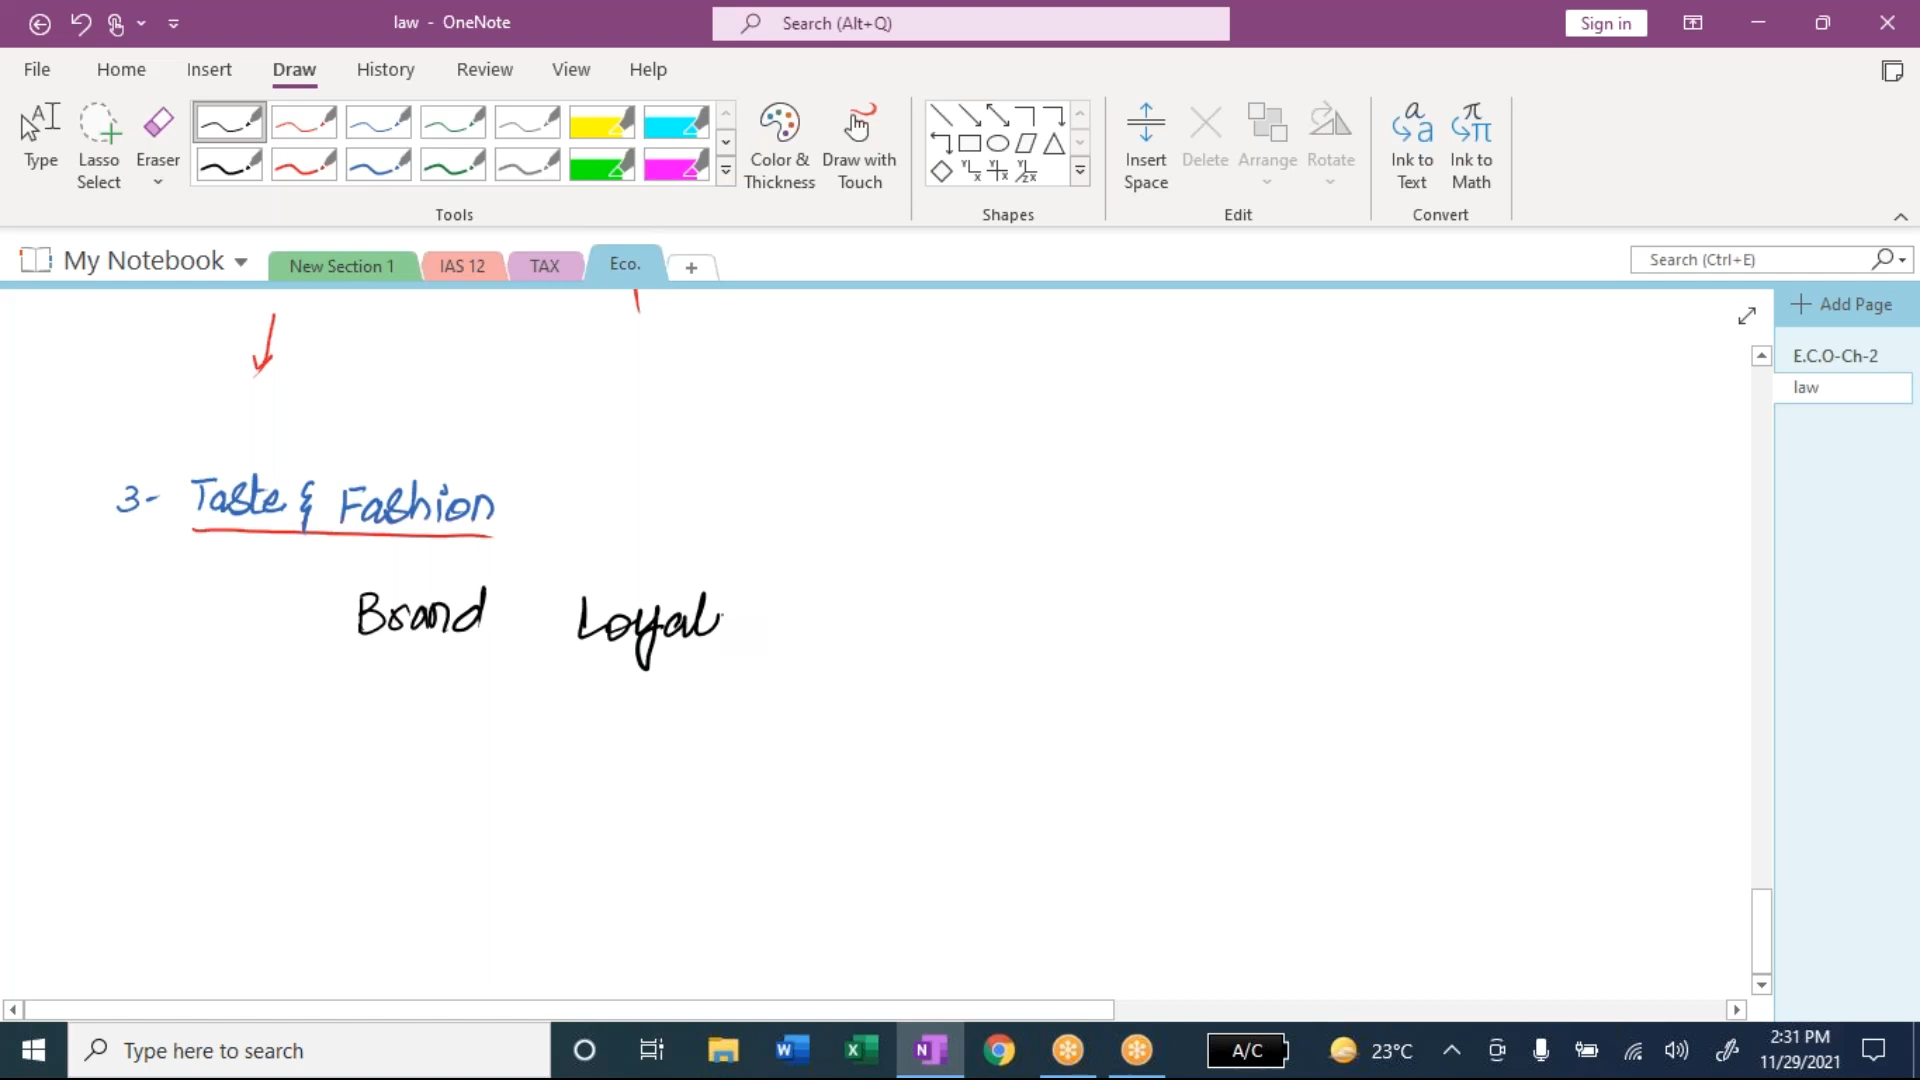 law - OneNote
Search (Alt+Q)
Sign in
File Home Insert Draw History Review View Help
Type
Lasso Select
Eraser
Color & Thickness
Draw with Touch
Insert Space
Delete
Arrange
Rotate
Ink to Text
Ink to Math
Tools
Shapes
Edit
Convert
My Notebook
New Section 1
IAS 12
TAX
Eco.
Search (Ctrl+E)
Add Page
E.C.O-Ch-2
law
3- Taste & Fashion
Brand Loyal
Type here to search
A/C
23°C
2:31 PM
11/29/2021